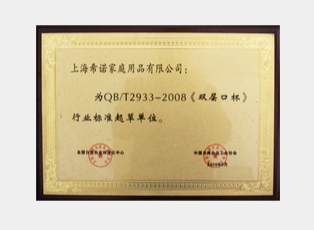 上海希诺家庭用品有限公司：
为QB/T2933-2008《双层口杯》
行业标准起草单位。